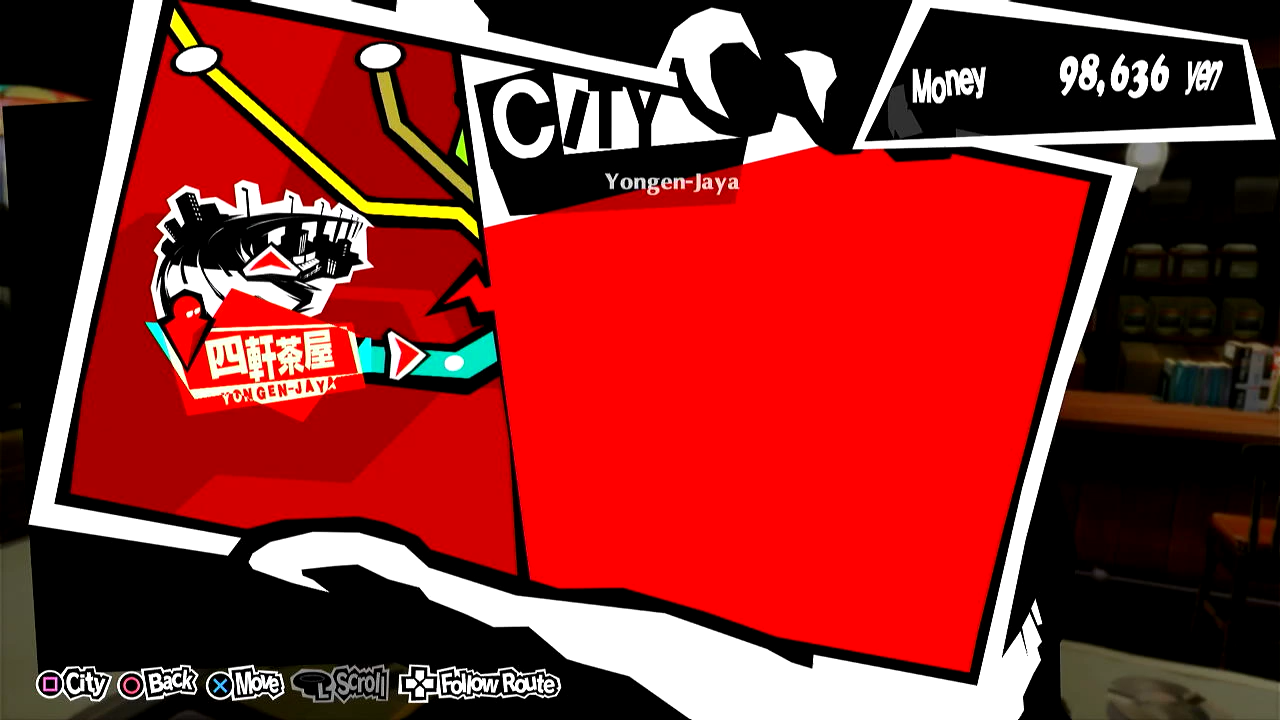 CITY
Money 98,636 yen
Yongen-Jaya
四軒茶屋
YONGEN-JAYA
City Back Move L Scroll Follow Route